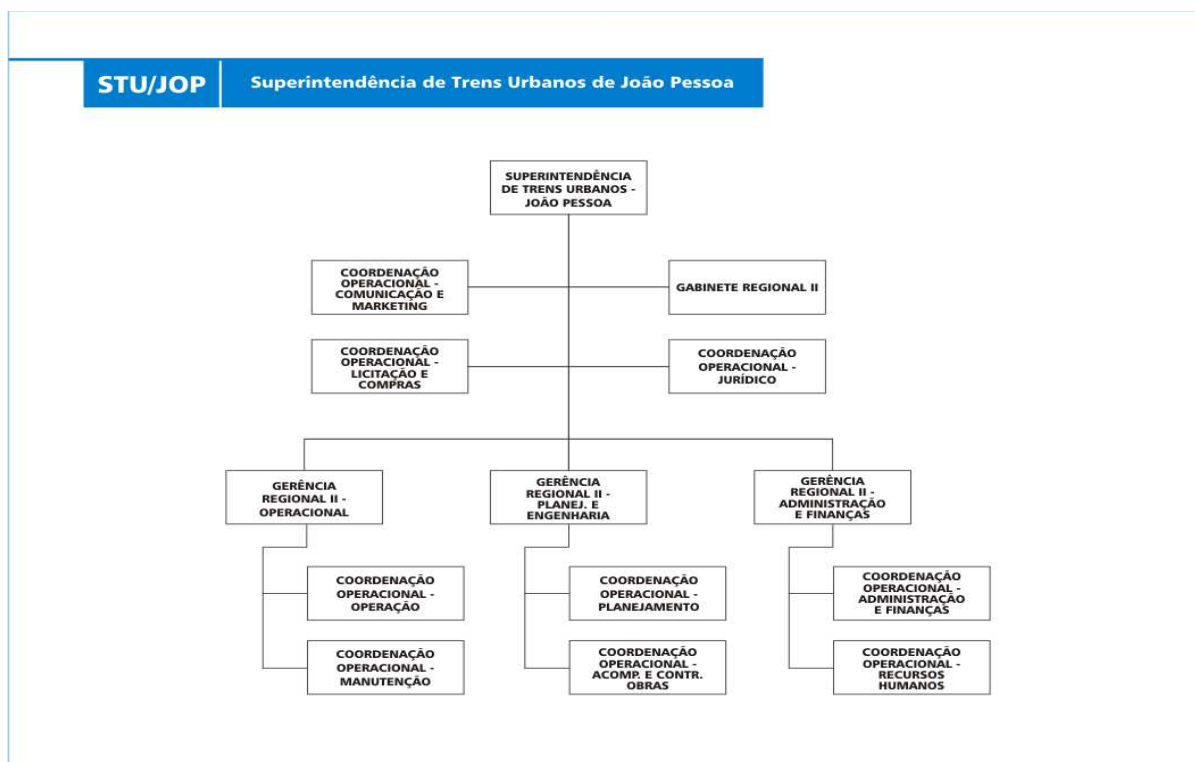 STU/JOP
Superintendência de Trens Urbanos de João Pessoa
SUPERINTENDÊNCIA
DE TRENS URBANOS -
JOÃO PESSOA
COORDENAÇÃO
OPERACIONAL -
COMUNICAÇÃO E
MARKETING
GABINETE REGIONAL II
COORDENAÇÃO
OPERACIONAL -
LICITAÇÃO E
COMPRAS
COORDENAÇÃO
OPERACIONAL -
JURÍDICO
GERÊNCIA
REGIONAL II -
OPERACIONAL
GERÊNCIA
REGIONAL II -
PLANEJ. E
ENGENHARIA
GERÊNCIA
REGIONAL II -
ADMINISTRAÇÃO
E FINANÇAS
COORDENAÇÃO
OPERACIONAL -
OPERAÇÃO
COORDENAÇÃO
OPERACIONAL -
PLANEJAMENTO
COORDENAÇÃO
OPERACIONAL -
ADMINISTRAÇÃO
E FINANÇAS
COORDENAÇÃO
OPERACIONAL -
MANUTENÇÃO
COORDENAÇÃO
OPERACIONAL -
ACOMP. E CONTR.
OBRAS
COORDENAÇÃO
OPERACIONAL -
RECURSOS
HUMANOS